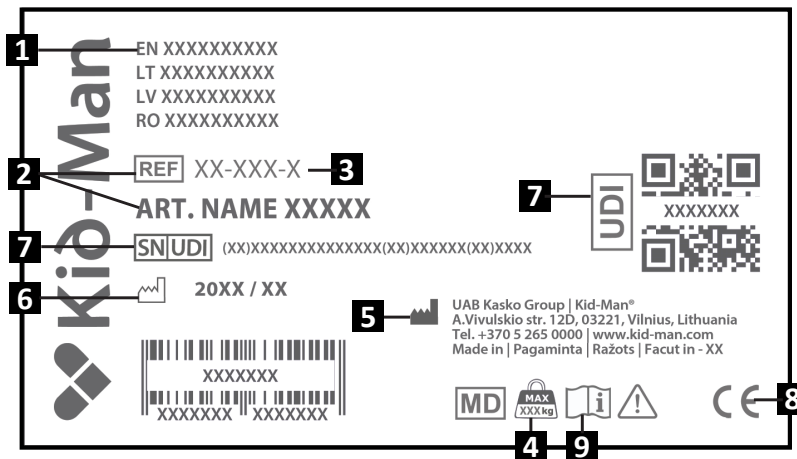 1
EN XXXXXXXXXX
LT XXXXXXXXXX
LV XXXXXXXXXX
RO XXXXXXXXXX
Kid-Man
2
REF XX-XXX-X 3
ART. NAME XXXXX
7
SN UDI (XX)XXXXXXXXXXXXXX(XX)XXXXXX(XX)XXXX
6
20XX / XX
XXXXXXX
XXXXXXX XXXXXXX
7
UDI
XXXXXXX
5
UAB Kasko Group | Kid-Man®
A.Vivulskio str. 12D, 03221, Vilnius, Lithuania
Tel. +370 5 265 0000 | www.kid-man.com
Made in | Pagaminta | Ražots | Facut in - XX
MD
MAX
XXX kg
i
!
CE
8
4
9